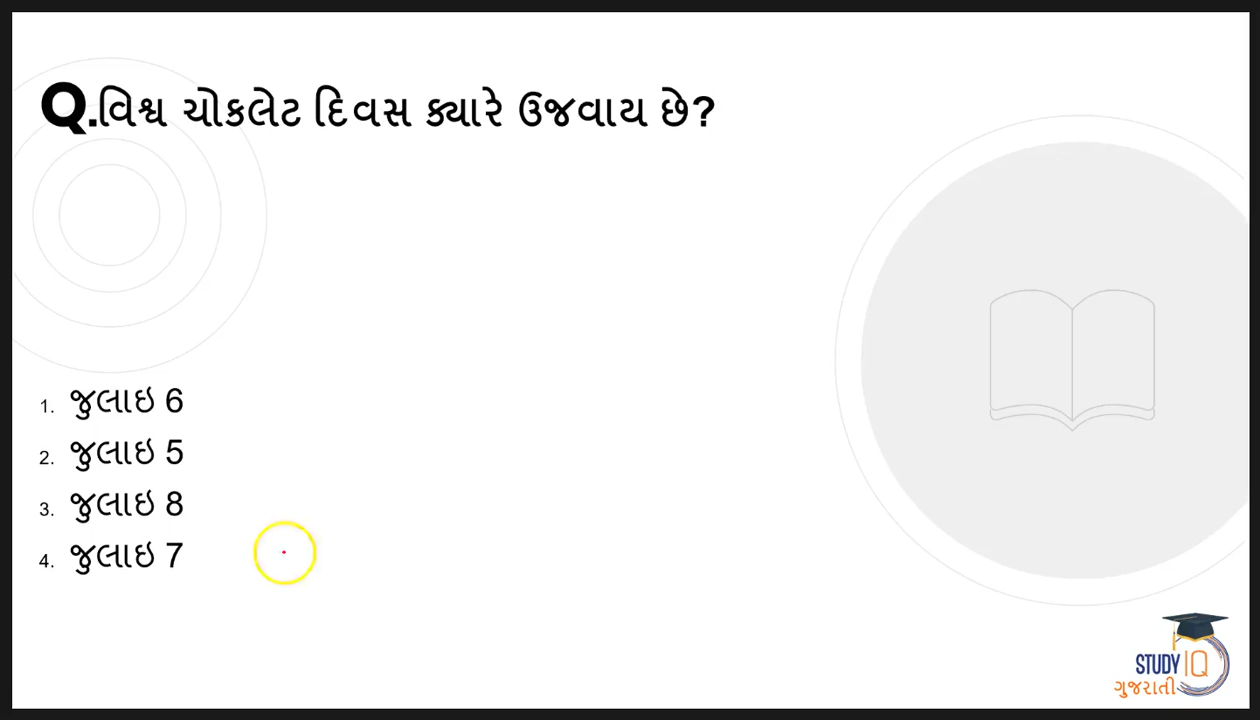 Q.વિશ્વ ચોકલેટ દિવસ ક્યારે ઉજવાય છે?
1. જુલાઇ 6
2. જુલાઇ 5
3. જુલાઇ 8
4. જુલાઇ 7
STUDY IQ
ગુજરાતી